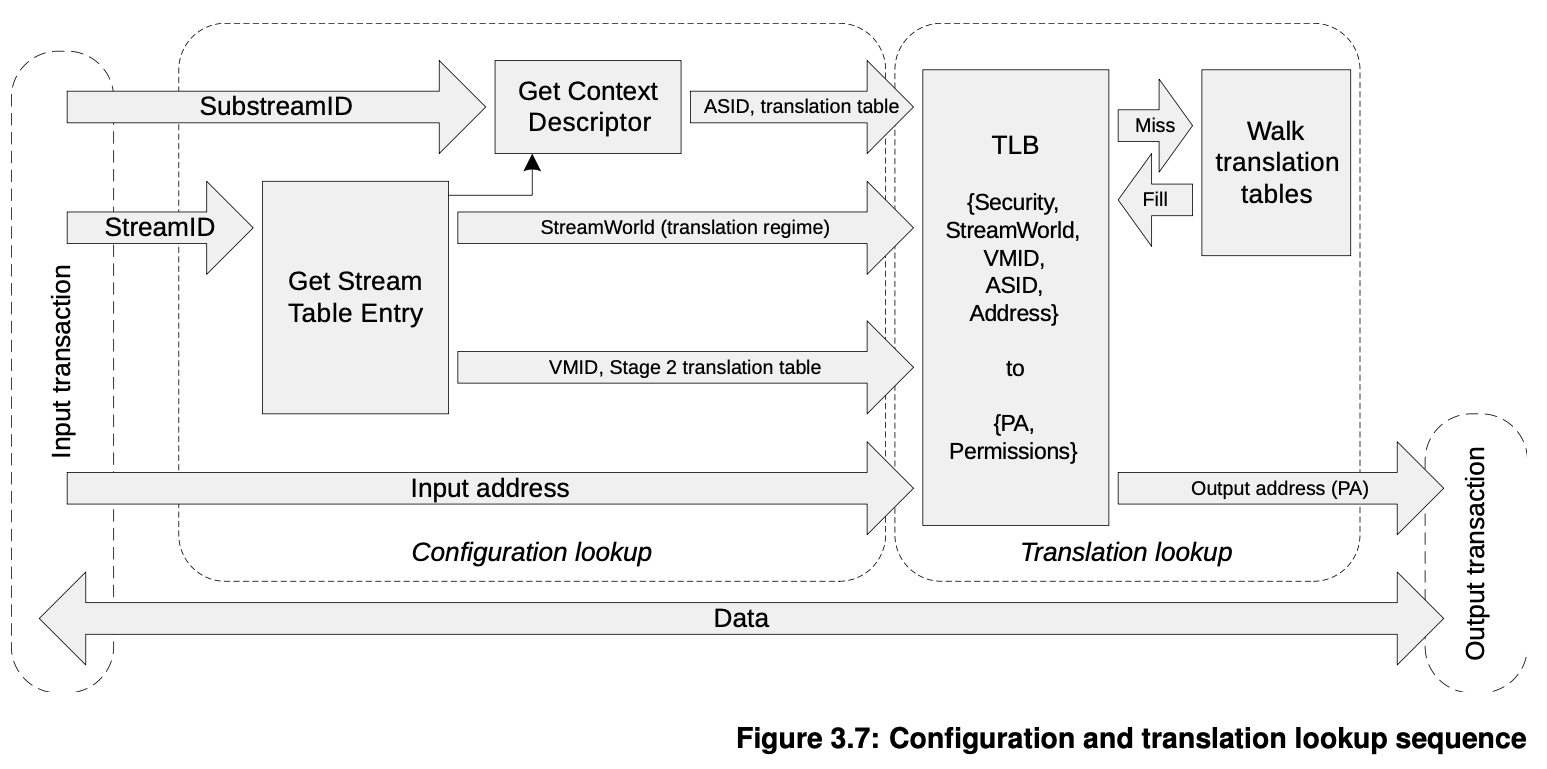 SubstreamID
Get Context
Descriptor
ASID, translation table
StreamID
Get Stream
Table Entry
StreamWorld (translation regime)
VMID, Stage 2 translation table
Input transaction
Input address
Configuration lookup
TLB
{Security,
StreamWorld,
VMID,
ASID,
Address}
to
{PA,
Permissions}
Miss
Fill
Walk
translation
tables
Output address (PA)
Translation lookup
Output transaction
Data
Figure 3.7: Configuration and translation lookup sequence